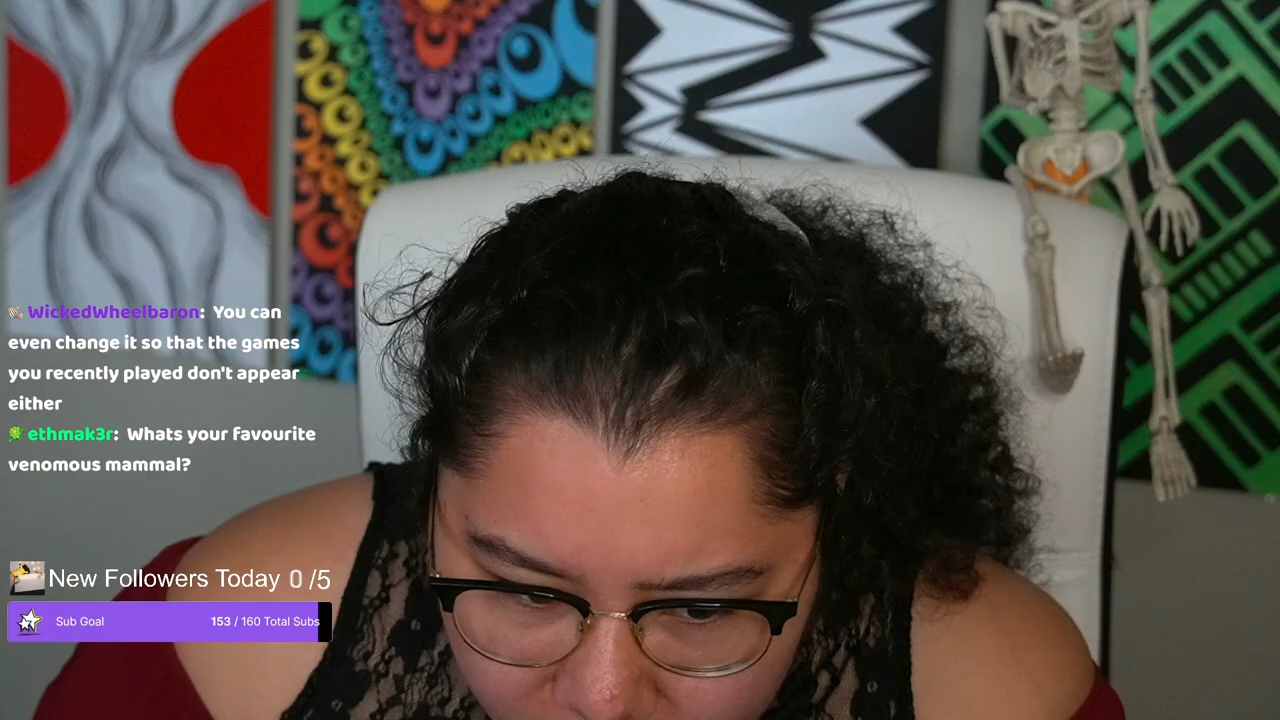 WickedWheelbaron: You can
even change it so that the games
you recently played don't appear
either
ethmak3r: Whats your favourite
venomous mammal?
New Followers Today 0 /5
Sub Goal 153 / 160 Total Subs